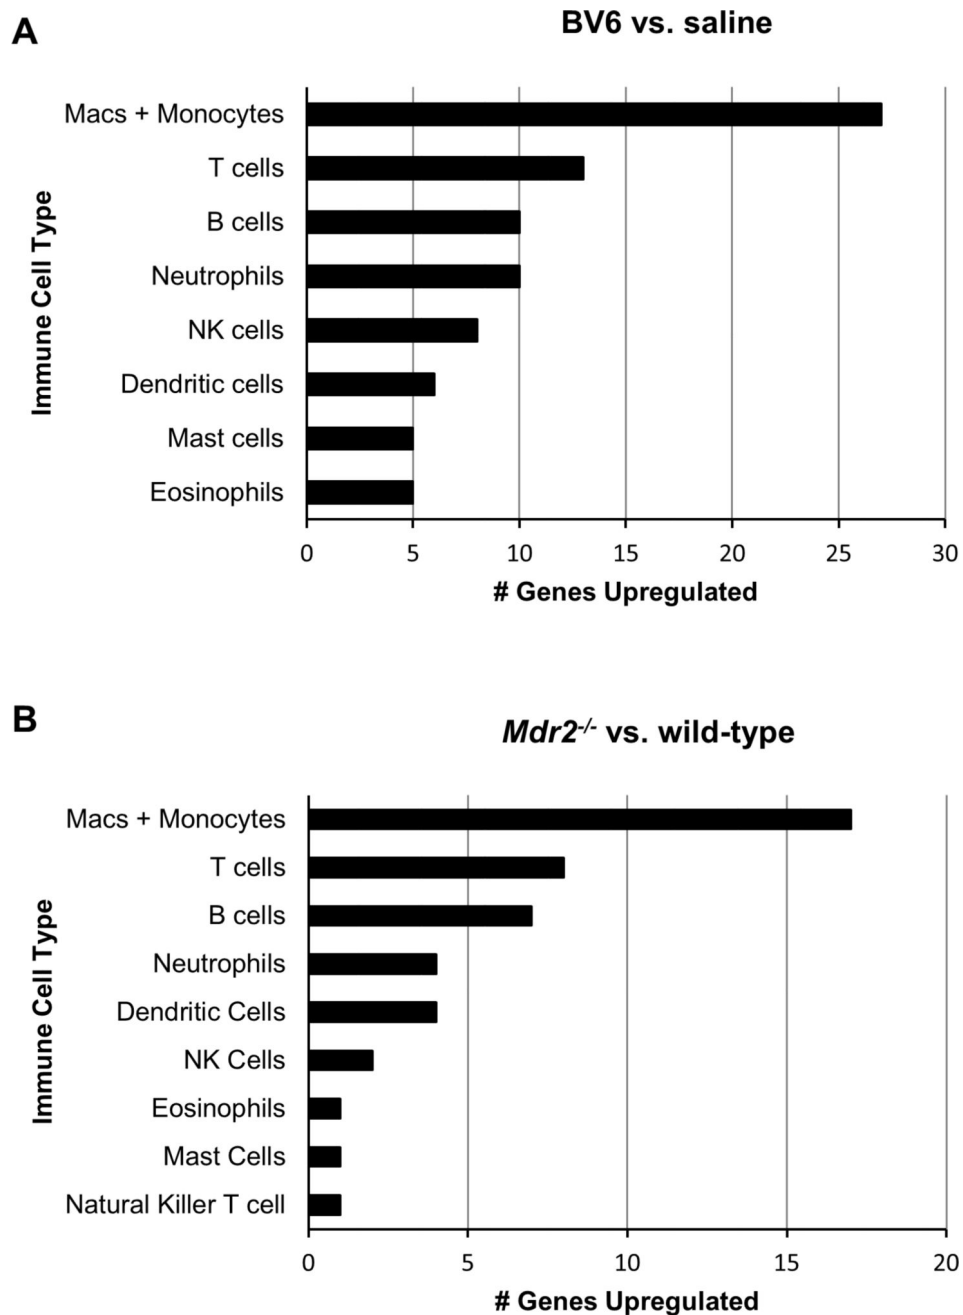 A
BV6 vs. saline
Immune Cell Type
Macs + Monocytes
T cells
B cells
Neutrophils
NK cells
Dendritic cells
Mast cells
Eosinophils
0 5 10 15 20 25 30
# Genes Upregulated
B
Mdr2-/- vs. wild-type
Immune Cell Type
Macs + Monocytes
T cells
B cells
Neutrophils
Dendritic Cells
NK Cells
Eosinophils
Mast Cells
Natural Killer T cell
0 5 10 15 20
# Genes Upregulated